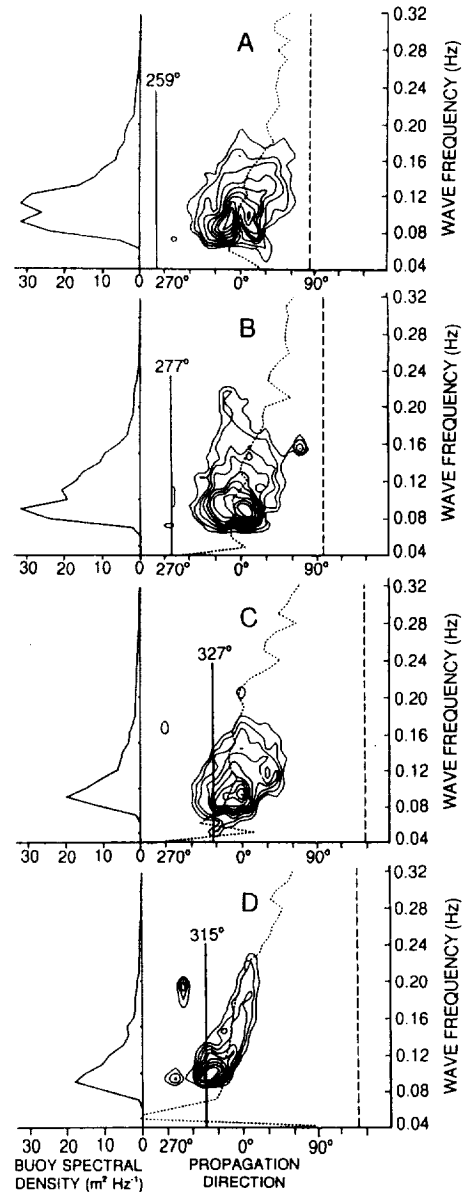 A
259°
0.32
0.28
0.24
0.20
0.16
0.12
0.08
0.04
WAVE FREQUENCY (Hz)
30 20 10 0 270° 0° 90°
B
277°
0.32
0.28
0.24
0.20
0.16
0.12
0.08
0.04
WAVE FREQUENCY (Hz)
30 20 10 0 270° 0° 90°
C
327°
0.32
0.28
0.24
0.20
0.16
0.12
0.08
0.04
WAVE FREQUENCY (Hz)
30 20 10 0 270° 0° 90°
D
315°
0.32
0.28
0.24
0.20
0.16
0.12
0.08
0.04
WAVE FREQUENCY (Hz)
30 20 10 0 270° 0° 90°
BUOY SPECTRAL
DENSITY (m² Hz⁻¹)
PROPAGATION
DIRECTION